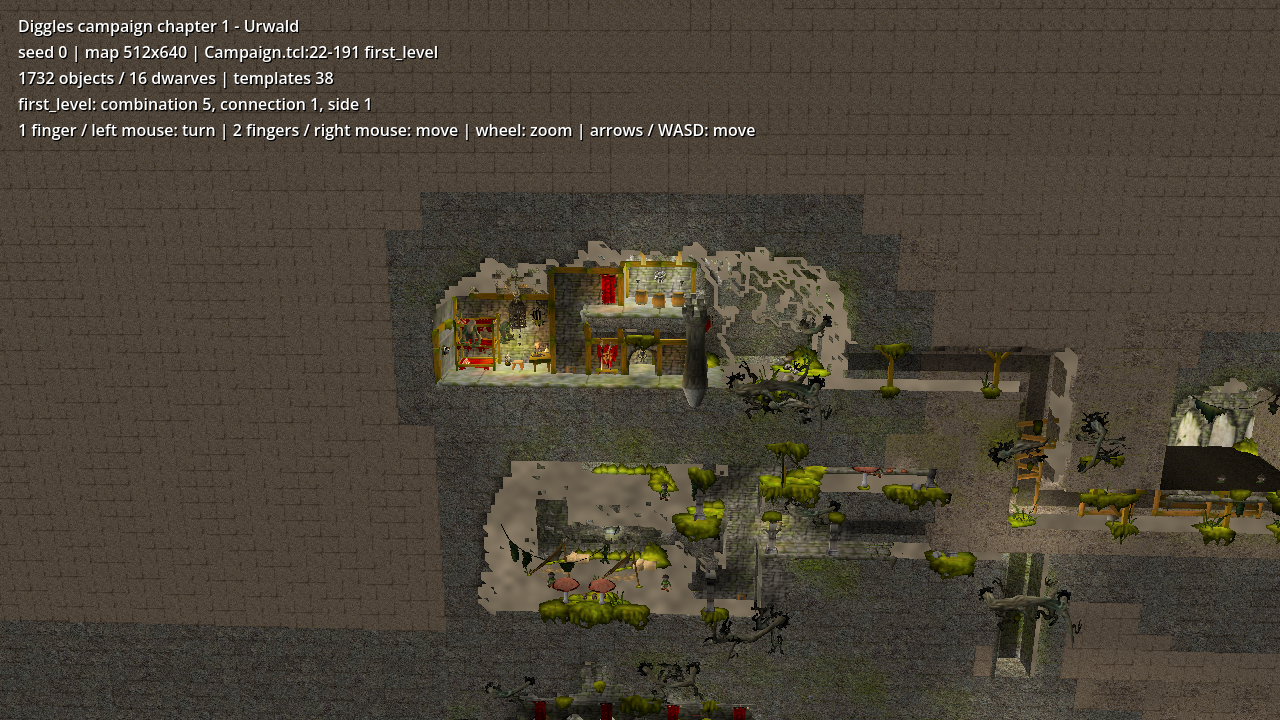 Diggles campaign chapter 1 - Urwald
seed 0 | map 512x640 | Campaign.tcl:22-191 first_level
1732 objects / 16 dwarves | templates 38
first_level: combination 5, connection 1, side 1
1 finger / left mouse: turn | 2 fingers / right mouse: move | wheel: zoom | arrows / WASD: move